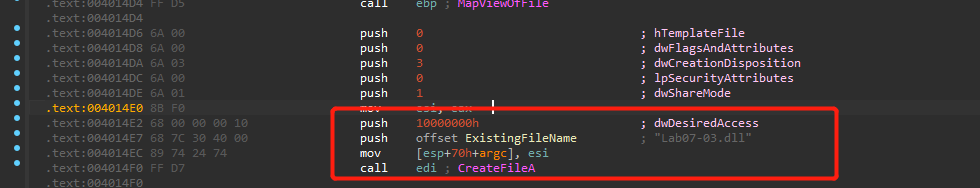 .text:004014D4 FF D5 call ebp ; MapViewOfFile
.text:004014D4
.text:004014D6 6A 00 push 0 ; hTemplateFile
.text:004014D8 6A 00 push 0 ; dwFlagsAndAttributes
.text:004014DA 6A 03 push 3 ; dwCreationDisposition
.text:004014DC 6A 00 push 0 ; lpSecurityAttributes
.text:004014DE 6A 01 push 1 ; dwShareMode
.text:004014E0 8B F0 mov esi, eax
.text:004014E2 68 00 00 00 10 push 10000000h ; dwDesiredAccess
.text:004014E7 68 7C 30 40 00 push offset ExistingFileName ; "Lab07-03.dll"
.text:004014EC 89 74 24 74 mov [esp+70h+argc], esi
.text:004014F0 FF D7 call edi ; CreateFileA
.text:004014F0